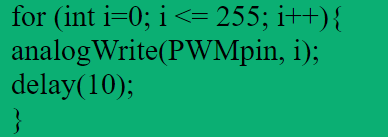 for (int i=0; i <= 255; i++){
analogWrite(PWMpin, i);
delay(10);
}